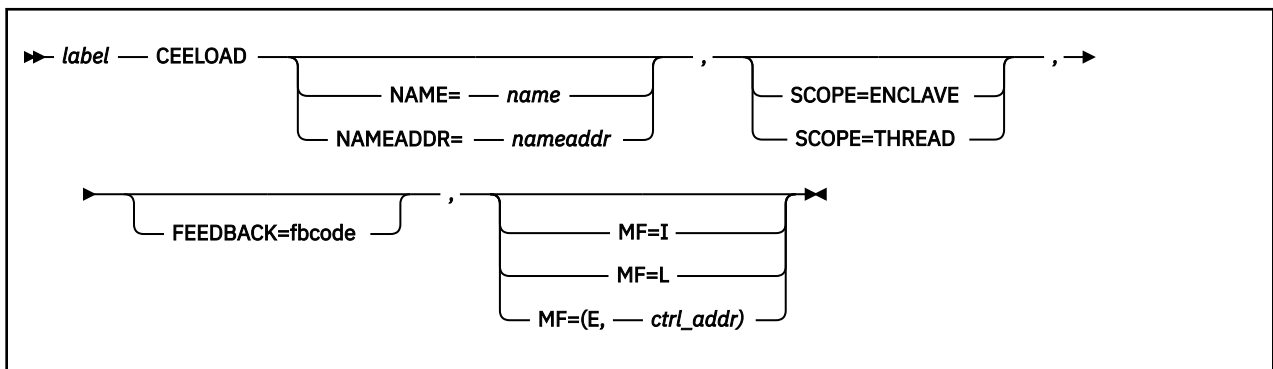 label CEELOAD , ,
NAME= name SCOPE=ENCLAVE
NAMEADDR= nameaddr SCOPE=THREAD
,
FEEDBACK=fbcode MF=I
MF=L
MF=(E, ctrl_addr)